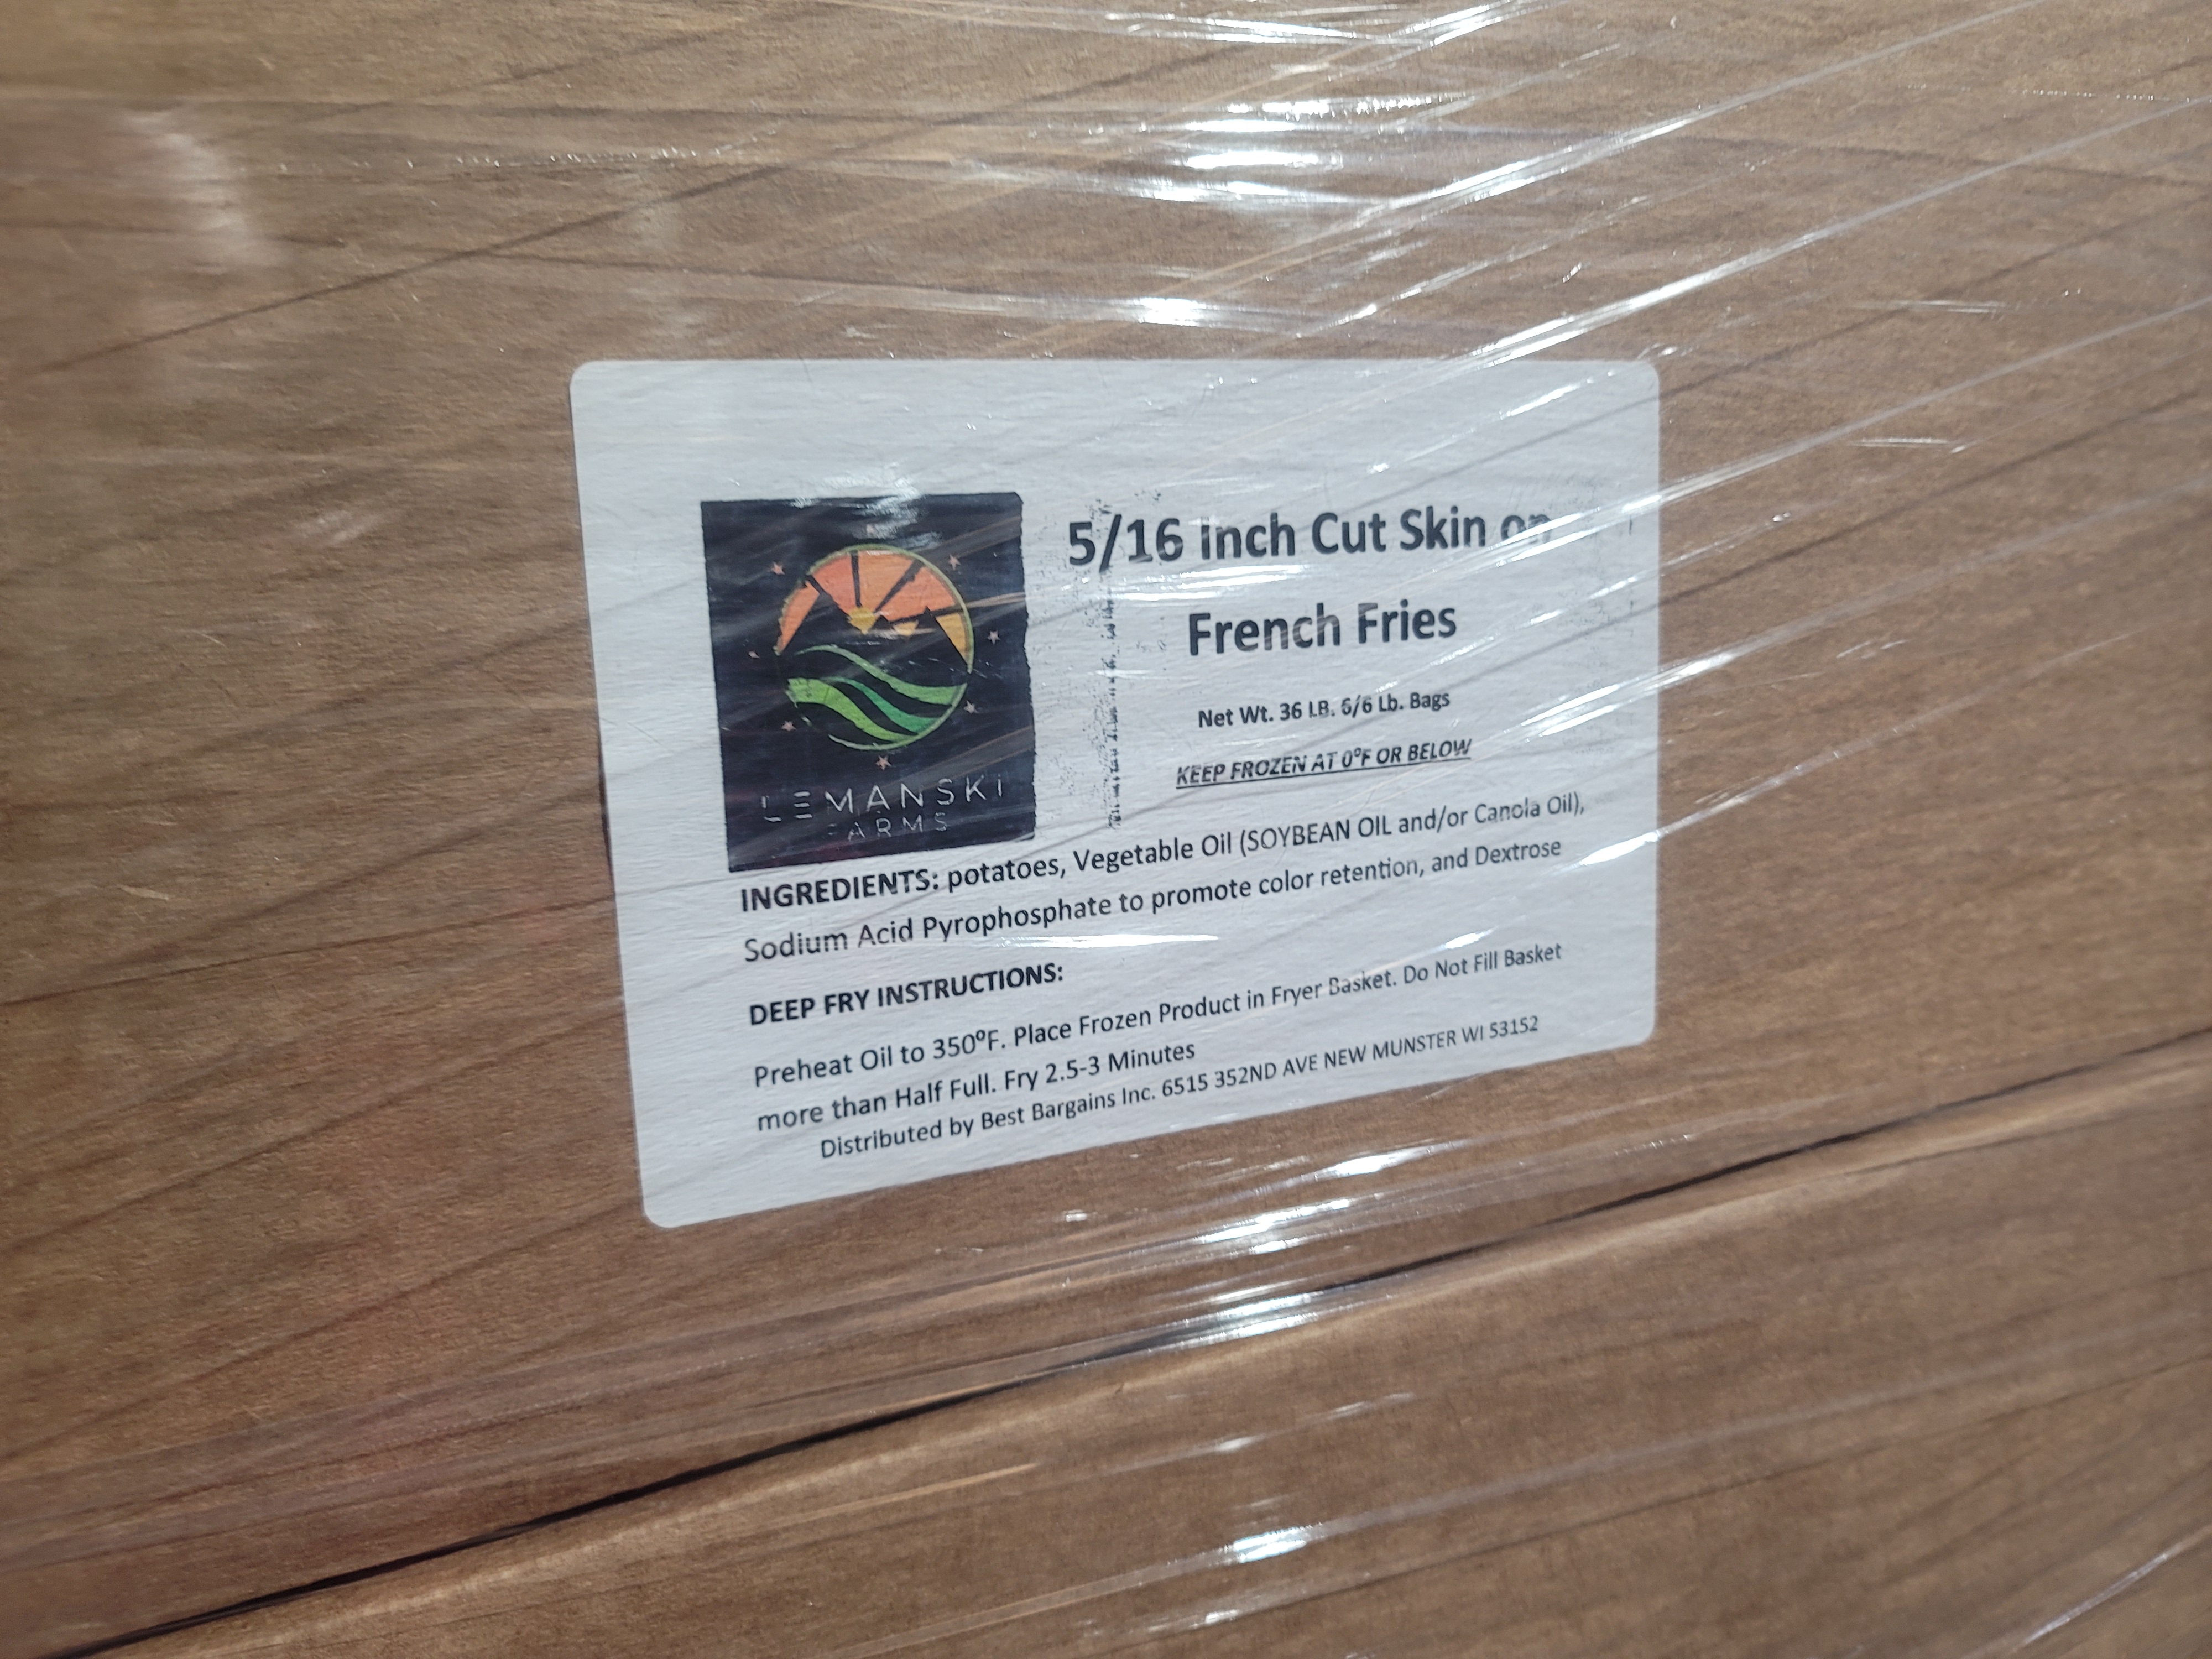 LEMANSKI
FARMS
5/16 inch Cut Skin on
French Fries
Net Wt. 36 LB. 6/6 Lb. Bags
KEEP FROZEN AT 0ºF OR BELOW
INGREDIENTS: potatoes, Vegetable Oil (SOYBEAN OIL and/or Canola Oil),
Sodium Acid Pyrophosphate to promote color retention, and Dextrose
DEEP FRY INSTRUCTIONS:
Preheat Oil to 350ºF. Place Frozen Product in Fryer Basket. Do Not Fill Basket
more than Half Full. Fry 2.5-3 Minutes
Distributed by Best Bargains Inc. 6515 352ND AVE NEW MUNSTER WI 53152